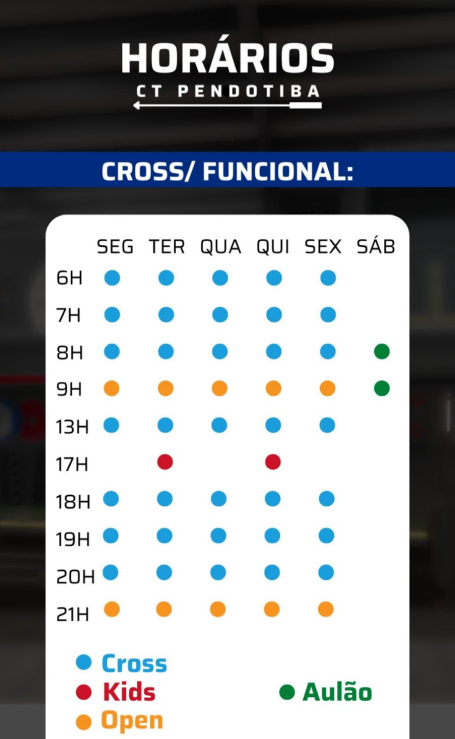 HORÁRIOS
CT PENDOTIBA
CROSS/ FUNCIONAL:
SEG TER QUA QUI SEX SÁB
6H
7H
8H
9H
13H
17H
18H
19H
20H
21H
Cross
Kids Aulão
Open